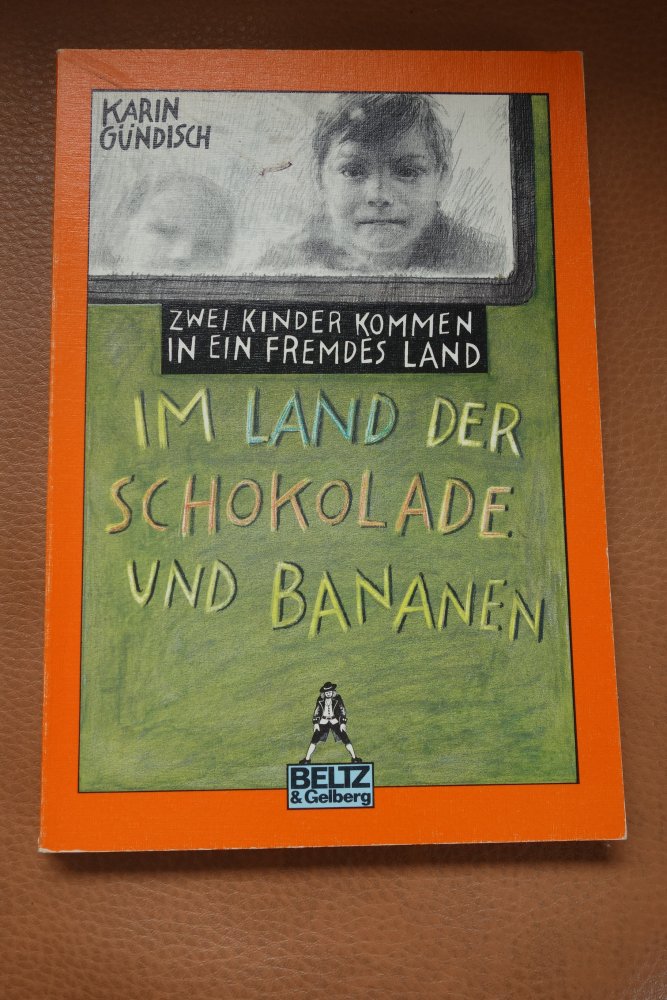 KARIN
GÜNDISCH
ZWEI KINDER KOMMEN
IN EIN FREMDES LAND
IM LAND DER
SCHOKOLADE
UND BANANEN
BELTZ
& Gelberg